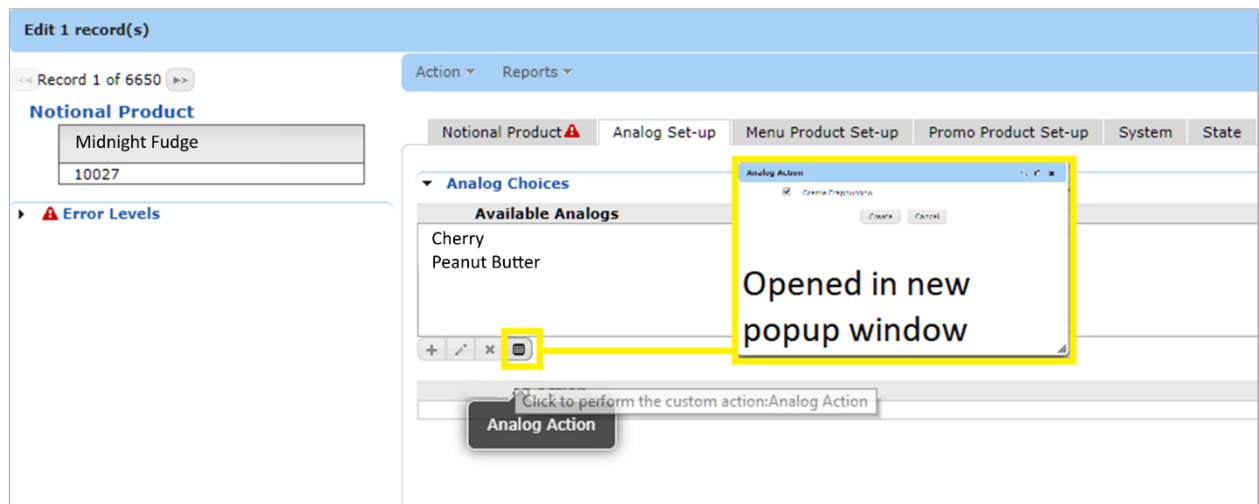 Edit 1 record(s)
Record 1 of 6650
Action Reports
Notional Product
Midnight Fudge
10027
Error Levels
Notional Product Analog Set-up Menu Product Set-up Promo Product Set-up System State
Analog Choices
Available Analogs
Cherry
Peanut Butter
Analog Action
Create Cancel
Opened in new
popup window
Click to perform the custom action:Analog Action
Analog Action